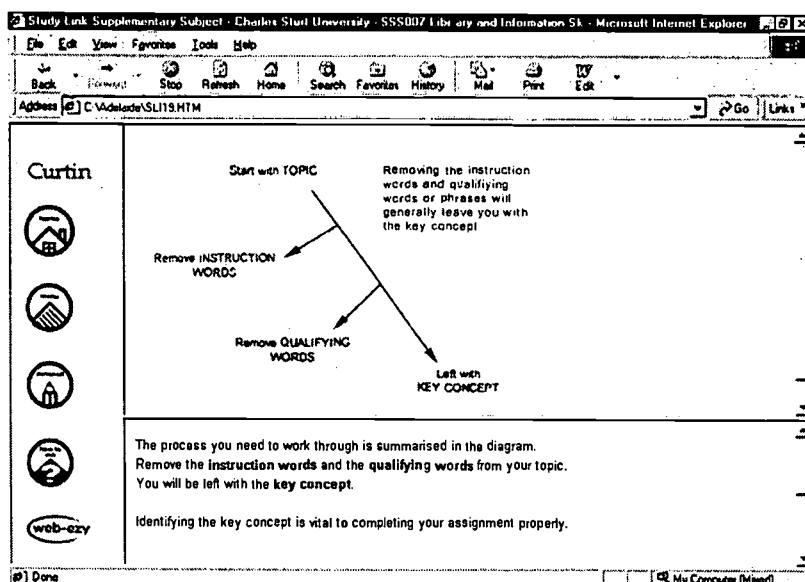 Study Link Supplementary Subject - Charles Sturt University - SSS007 Library and Information Sk - Microsoft Internet Explorer
File Edit View Favorites Tools Help
Back Forward Stop Refresh Home Search Favorites History Mail Print Edit
Address C:\Adelaide\SLI19.HTM Go Links
Curtin
Start with TOPIC
Removing the instruction
words and qualifiying
words or phrases will
generally leave you with
the key concept
Remove INSTRUCTION
WORDS
Remove QUALIFYING
WORDS
Left with
KEY CONCEPT
The process you need to work through is summarised in the diagram.
Remove the instruction words and the qualifying words from your topic.
You will be left with the key concept.
Identifying the key concept is vital to completing your assignment properly.
web-ezy
Done
My Computer (Mixed)